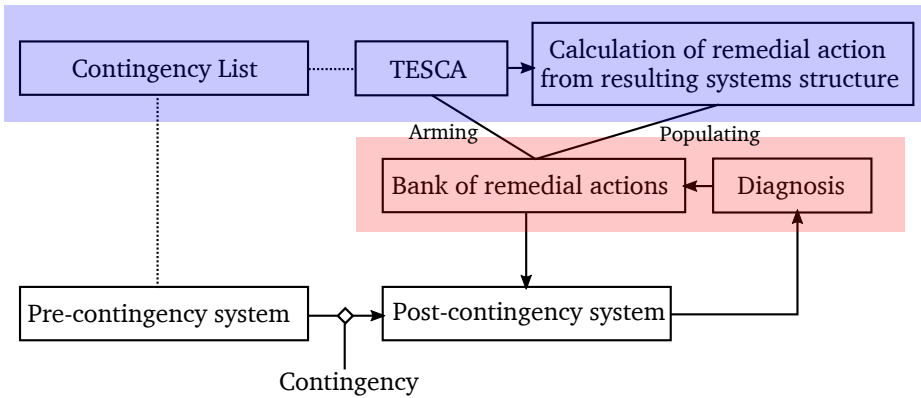 Contingency List
TESCA
Calculation of remedial action
from resulting systems structure
Arming
Populating
Bank of remedial actions
Diagnosis
Pre-contingency system
Post-contingency system
Contingency